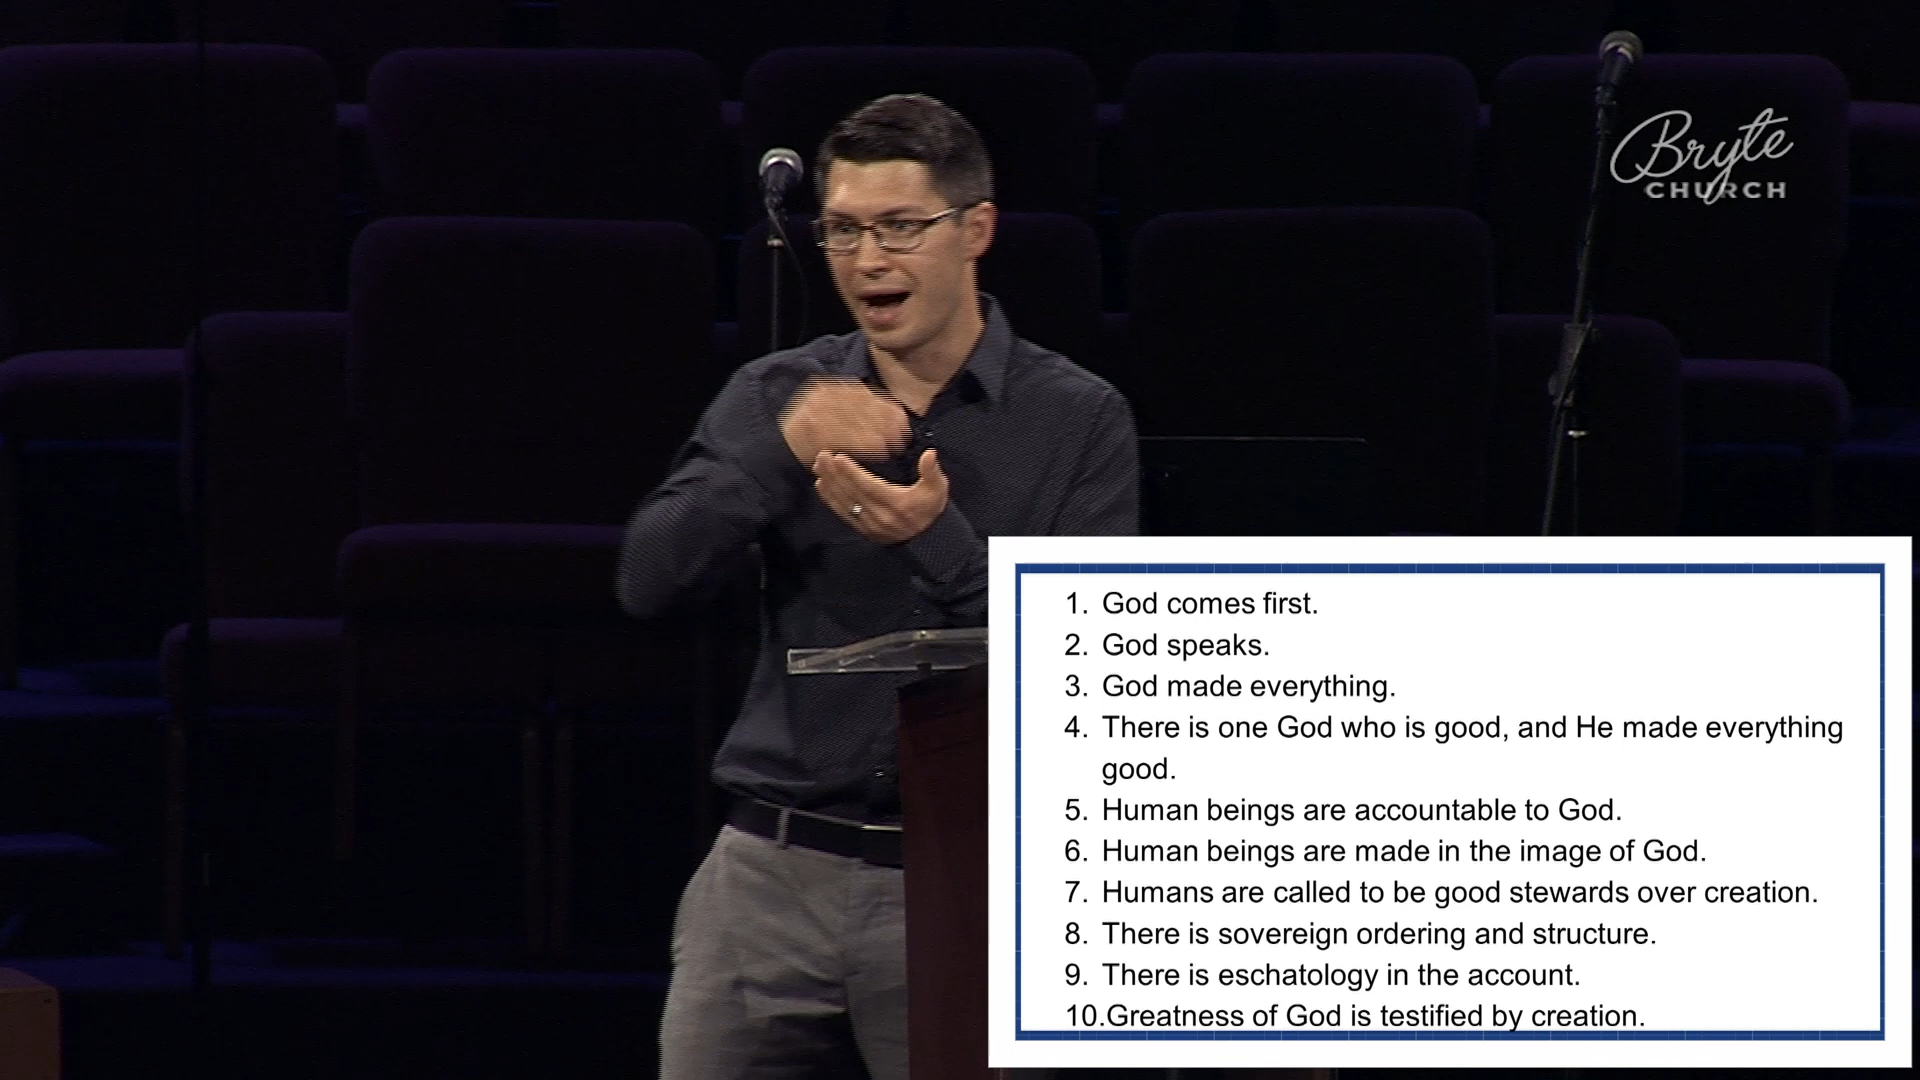 Bryte
CHURCH
1. God comes first.
2. God speaks.
3. God made everything.
4. There is one God who is good, and He made everything
good.
5. Human beings are accountable to God.
6. Human beings are made in the image of God.
7. Humans are called to be good stewards over creation.
8. There is sovereign ordering and structure.
9. There is eschatology in the account.
10.Greatness of God is testified by creation.